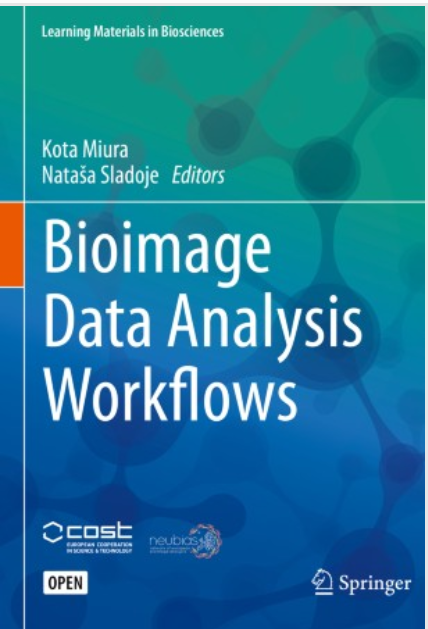 Learning Materials in Biosciences
Kota Miura
Nataša Sladoje Editors
Bioimage
Data Analysis
Workflows
cost
EUROPEAN COOPERATION
IN SCIENCE & TECHNOLOGY
neubias
OPEN
Springer